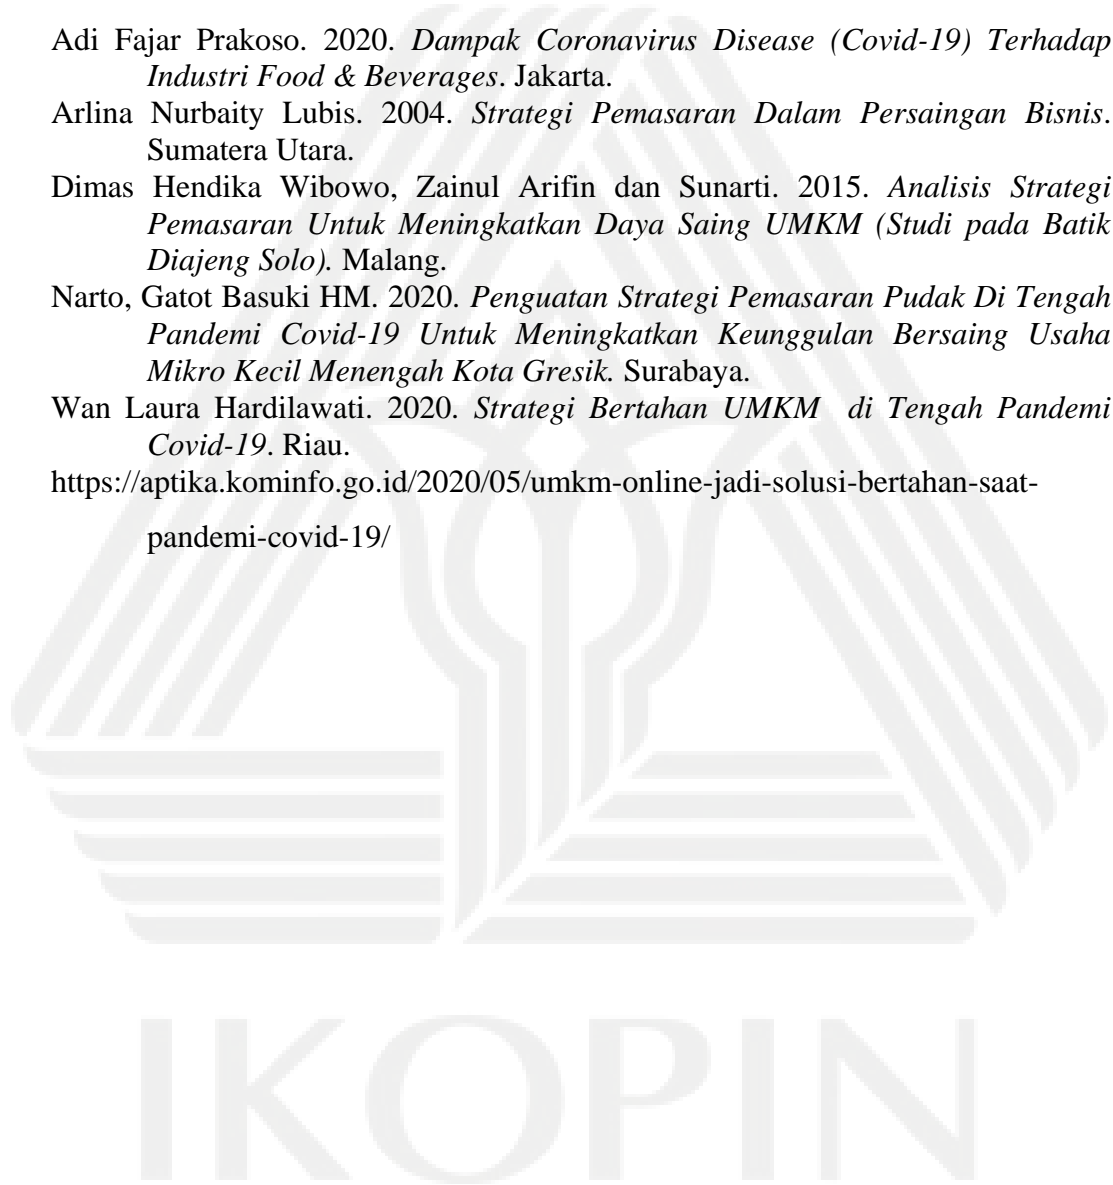 Adi Fajar Prakoso. 2020. Dampak Coronavirus Disease (Covid-19) Terhadap
Industri Food & Beverages. Jakarta.
Arlina Nurbaity Lubis. 2004. Strategi Pemasaran Dalam Persaingan Bisnis.
Sumatera Utara.
Dimas Hendika Wibowo, Zainul Arifin dan Sunarti. 2015. Analisis Strategi
Pemasaran Untuk Meningkatkan Daya Saing UMKM (Studi pada Batik
Diajeng Solo). Malang.
Narto, Gatot Basuki HM. 2020. Penguatan Strategi Pemasaran Pudak Di Tengah
Pandemi Covid-19 Untuk Meningkatkan Keunggulan Bersaing Usaha
Mikro Kecil Menengah Kota Gresik. Surabaya.
Wan Laura Hardilawati. 2020. Strategi Bertahan UMKM  di Tengah Pandemi
Covid-19. Riau.
https://aptika.kominfo.go.id/2020/05/umkm-online-jadi-solusi-bertahan-saat-
pandemi-covid-19/
IKOPIN